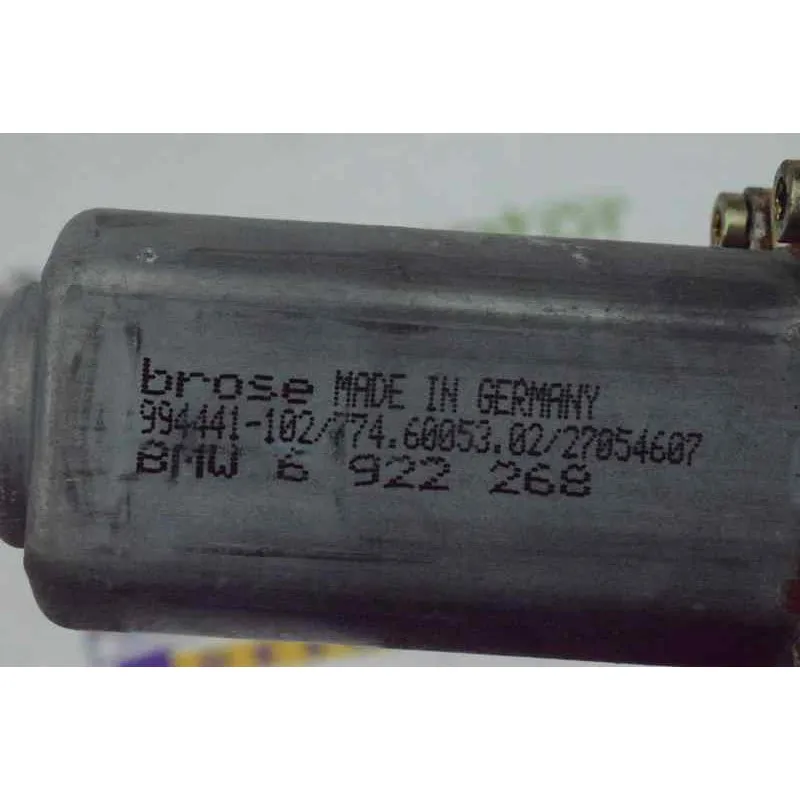 brose MADE IN GERMANY
994441-102/774.60053.02/27054607
BMW 6 922 268